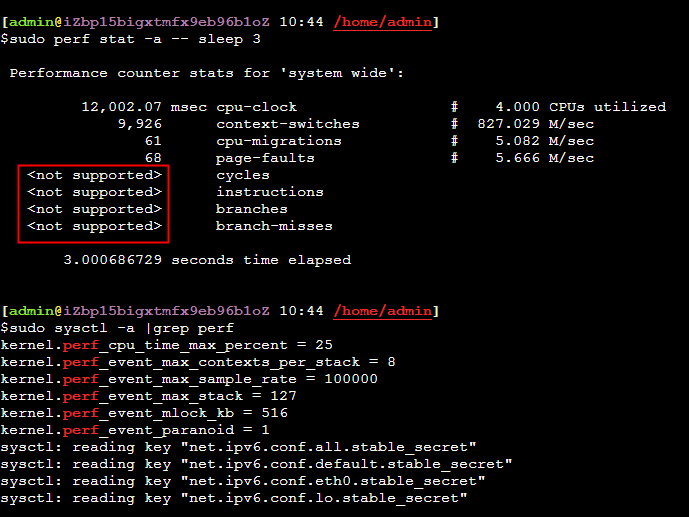 [admin@iZbp15bigxtmfx9eb96b1oZ 10:44 /home/admin]
$sudo perf stat -a -- sleep 3
Performance counter stats for 'system wide':
12,002.07 msec cpu-clock # 4.000 CPUs utilized
9,926 context-switches # 827.029 M/sec
61 cpu-migrations # 5.082 M/sec
68 page-faults # 5.666 M/sec
<not supported> cycles
<not supported> instructions
<not supported> branches
<not supported> branch-misses
3.000686729 seconds time elapsed
[admin@iZbp15bigxtmfx9eb96b1oZ 10:44 /home/admin]
$sudo sysctl -a |grep perf
kernel.perf_cpu_time_max_percent = 25
kernel.perf_event_max_contexts_per_stack = 8
kernel.perf_event_max_sample_rate = 100000
kernel.perf_event_max_stack = 127
kernel.perf_event_mlock_kb = 516
kernel.perf_event_paranoid = 1
sysctl: reading key "net.ipv6.conf.all.stable_secret"
sysctl: reading key "net.ipv6.conf.default.stable_secret"
sysctl: reading key "net.ipv6.conf.eth0.stable_secret"
sysctl: reading key "net.ipv6.conf.lo.stable_secret"